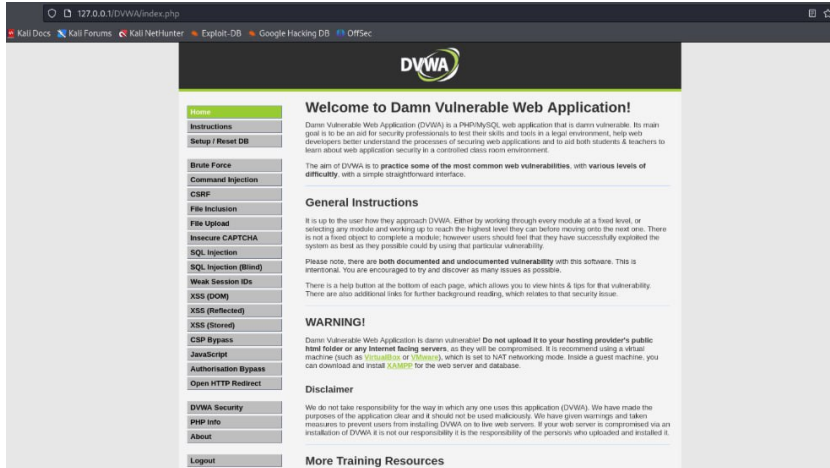 127.0.0.1/DVWA/index.php
Kali Docs Kali Forums Kali NetHunter Exploit-DB Google Hacking DB OffSec
DVWA
Home
Instructions
Setup / Reset DB
Brute Force
Command Injection
CSRF
File Inclusion
File Upload
Insecure CAPTCHA
SQL Injection
SQL Injection (Blind)
Weak Session IDs
XSS (DOM)
XSS (Reflected)
XSS (Stored)
CSP Bypass
JavaScript
Authorisation Bypass
Open HTTP Redirect
DVWA Security
PHP Info
About
Logout
Welcome to Damn Vulnerable Web Application!
Damn Vulnerable Web Application (DVWA) is a PHP/MySQL web application that is damn vulnerable. Its main
goal is to be an aid for security professionals to test their skills and tools in a legal environment, help web
developers better understand the processes of securing web applications and to aid both students & teachers to
learn about web application security in a controlled class room environment.
The aim of DVWA is to practice some of the most common web vulnerabilities, with various levels of
difficultly, with a simple straightforward interface.
General Instructions
It is up to the user how they approach DVWA. Either by working through every module at a fixed level, or
selecting any module and working up to reach the highest level they can before moving onto the next one. There
is not a fixed object to complete a module; however users should feel that they have successfully exploited the
system as best as they possible could by using that particular vulnerability.
Please note, there are both documented and undocumented vulnerability with this software. This is
intentional. You are encouraged to try and discover as many issues as possible.
There is a help button at the bottom of each page, which allows you to view hints & tips for that vulnerability.
There are also additional links for further background reading, which relates to that security issue.
WARNING!
Damn Vulnerable Web Application is damn vulnerable! Do not upload it to your hosting provider's public
html folder or any Internet facing servers, as they will be compromised. It is recommend using a virtual
machine (such as VirtualBox or VMware), which is set to NAT networking mode. Inside a guest machine, you
can download and install XAMPP for the web server and database.
Disclaimer
We do not take responsibility for the way in which any one uses this application (DVWA). We have made the
purposes of the application clear and it should not be used maliciously. We have given warnings and taken
measures to prevent users from installing DVWA on to live web servers. If your web server is compromised via an
installation of DVWA it is not our responsibility it is the responsibility of the person/s who uploaded and installed it.
More Training Resources